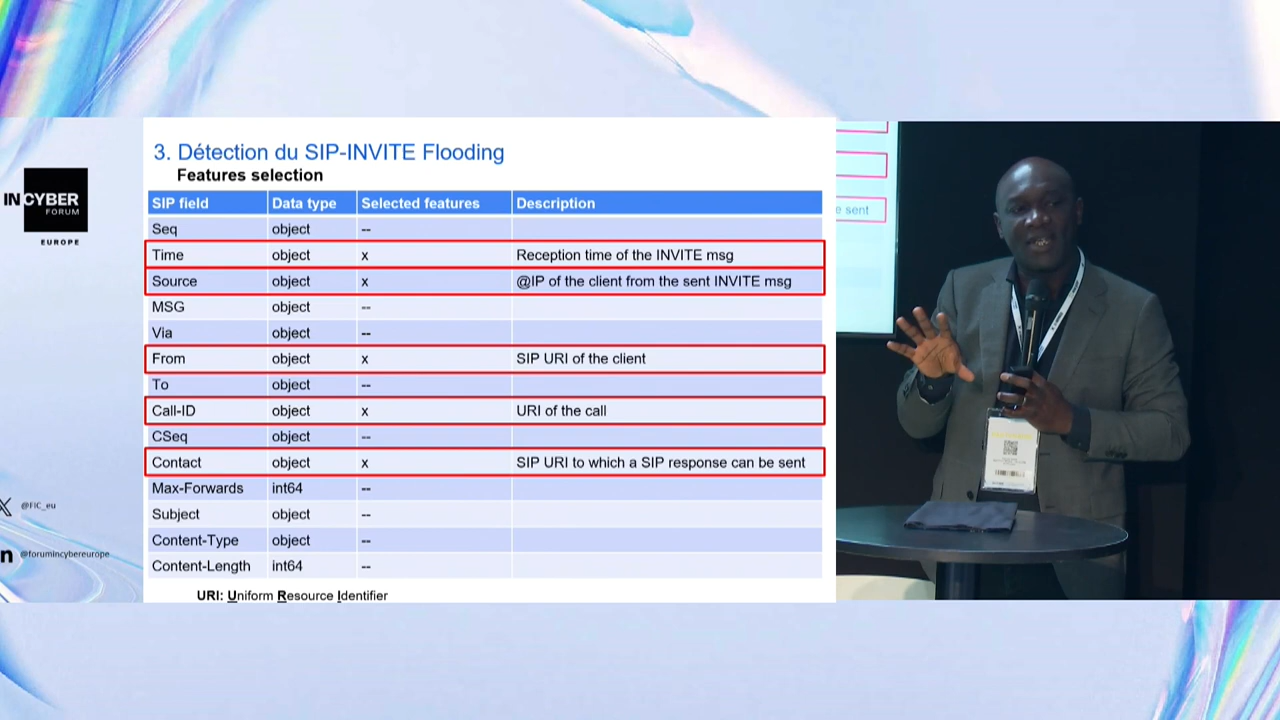 3. Détection du SIP-INVITE Flooding
Features selection
SIP field Data type Selected features Description
Seq object --
Time object x Reception time of the INVITE msg
Source object x @IP of the client from the sent INVITE msg
MSG object --
Via object --
From object x SIP URI of the client
To object --
Call-ID object x URI of the call
CSeq object --
Contact object x SIP URI to which a SIP response can be sent
Max-Forwards int64 --
Subject object --
Content-Type object --
Content-Length int64 --
URI: Uniform Resource Identifier
IN CYBER
FORUM
EUROPE
@FIC_eu
@forumincybereurope
e sent